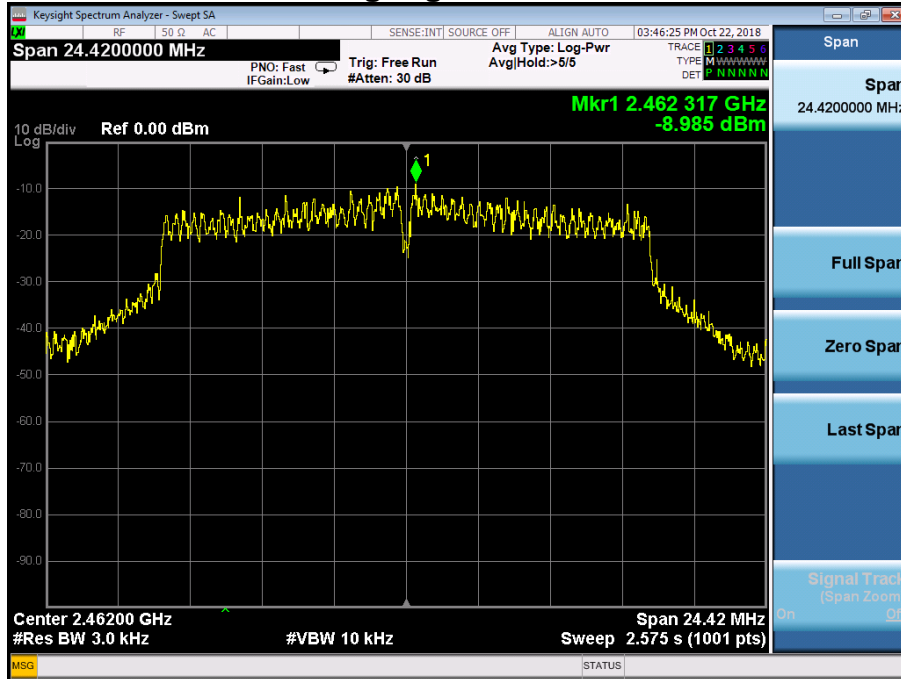 Keysight Spectrum Analyzer - Swept SA
LXI RF 50 Ω AC SENSE:INT SOURCE OFF ALIGN AUTO 03:46:25 PM Oct 22, 2018
Span 24.4200000 MHz
PNO: Fast
IFGain:Low
Trig: Free Run
#Atten: 30 dB
Avg Type: Log-Pwr
Avg|Hold:>5/5
TRACE 1 2 3 4 5 6
TYPE M WWWWW
DET P N N N N N
Mkr1 2.462 317 GHz
-8.985 dBm
10 dB/div Ref 0.00 dBm
Log
1
-10.0
-20.0
-30.0
-40.0
-50.0
-60.0
-70.0
-80.0
-90.0
Center 2.46200 GHz Span 24.42 MHz
#Res BW 3.0 kHz #VBW 10 kHz Sweep 2.575 s (1001 pts)
MSG STATUS
Span
Span
24.4200000 MHz
Full Span
Zero Span
Last Span
Signal Track
(Span Zoom)
On Off